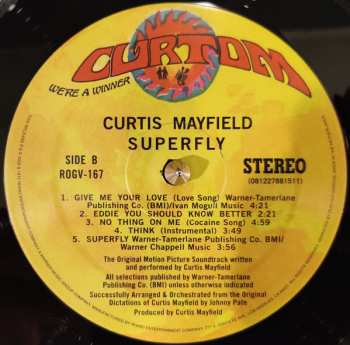 CURTOM
WE'RE A WINNER
CURTIS MAYFIELD
SUPERFLY
SIDE B
ROGV-167
STEREO
(081227881511)
1. GIVE ME YOUR LOVE (Love Song) Warner-Tamerlane
Publishing Co. (BMI)/Ivan Mogull Music 4:21
2. EDDIE YOU SHOULD KNOW BETTER 2:21
3. NO THING ON ME (Cocaine Song) 4:58
4. THINK (Instrumental) 3:49
5. SUPERFLY Warner-Tamerlane Publishing Co. BMI/
Warner Chappell Music 3:56
The Original Motion Picture Soundtrack written
and performed by Curtis Mayfield
All selections published by Warner-Tamerlane
Publishing Co. (BMI) unless otherwise indicated
Successfully Arranged & Orchestrated from the Original
Dictations of Curtis Mayfield by Johnny Pate
Produced by Curtis Mayfield